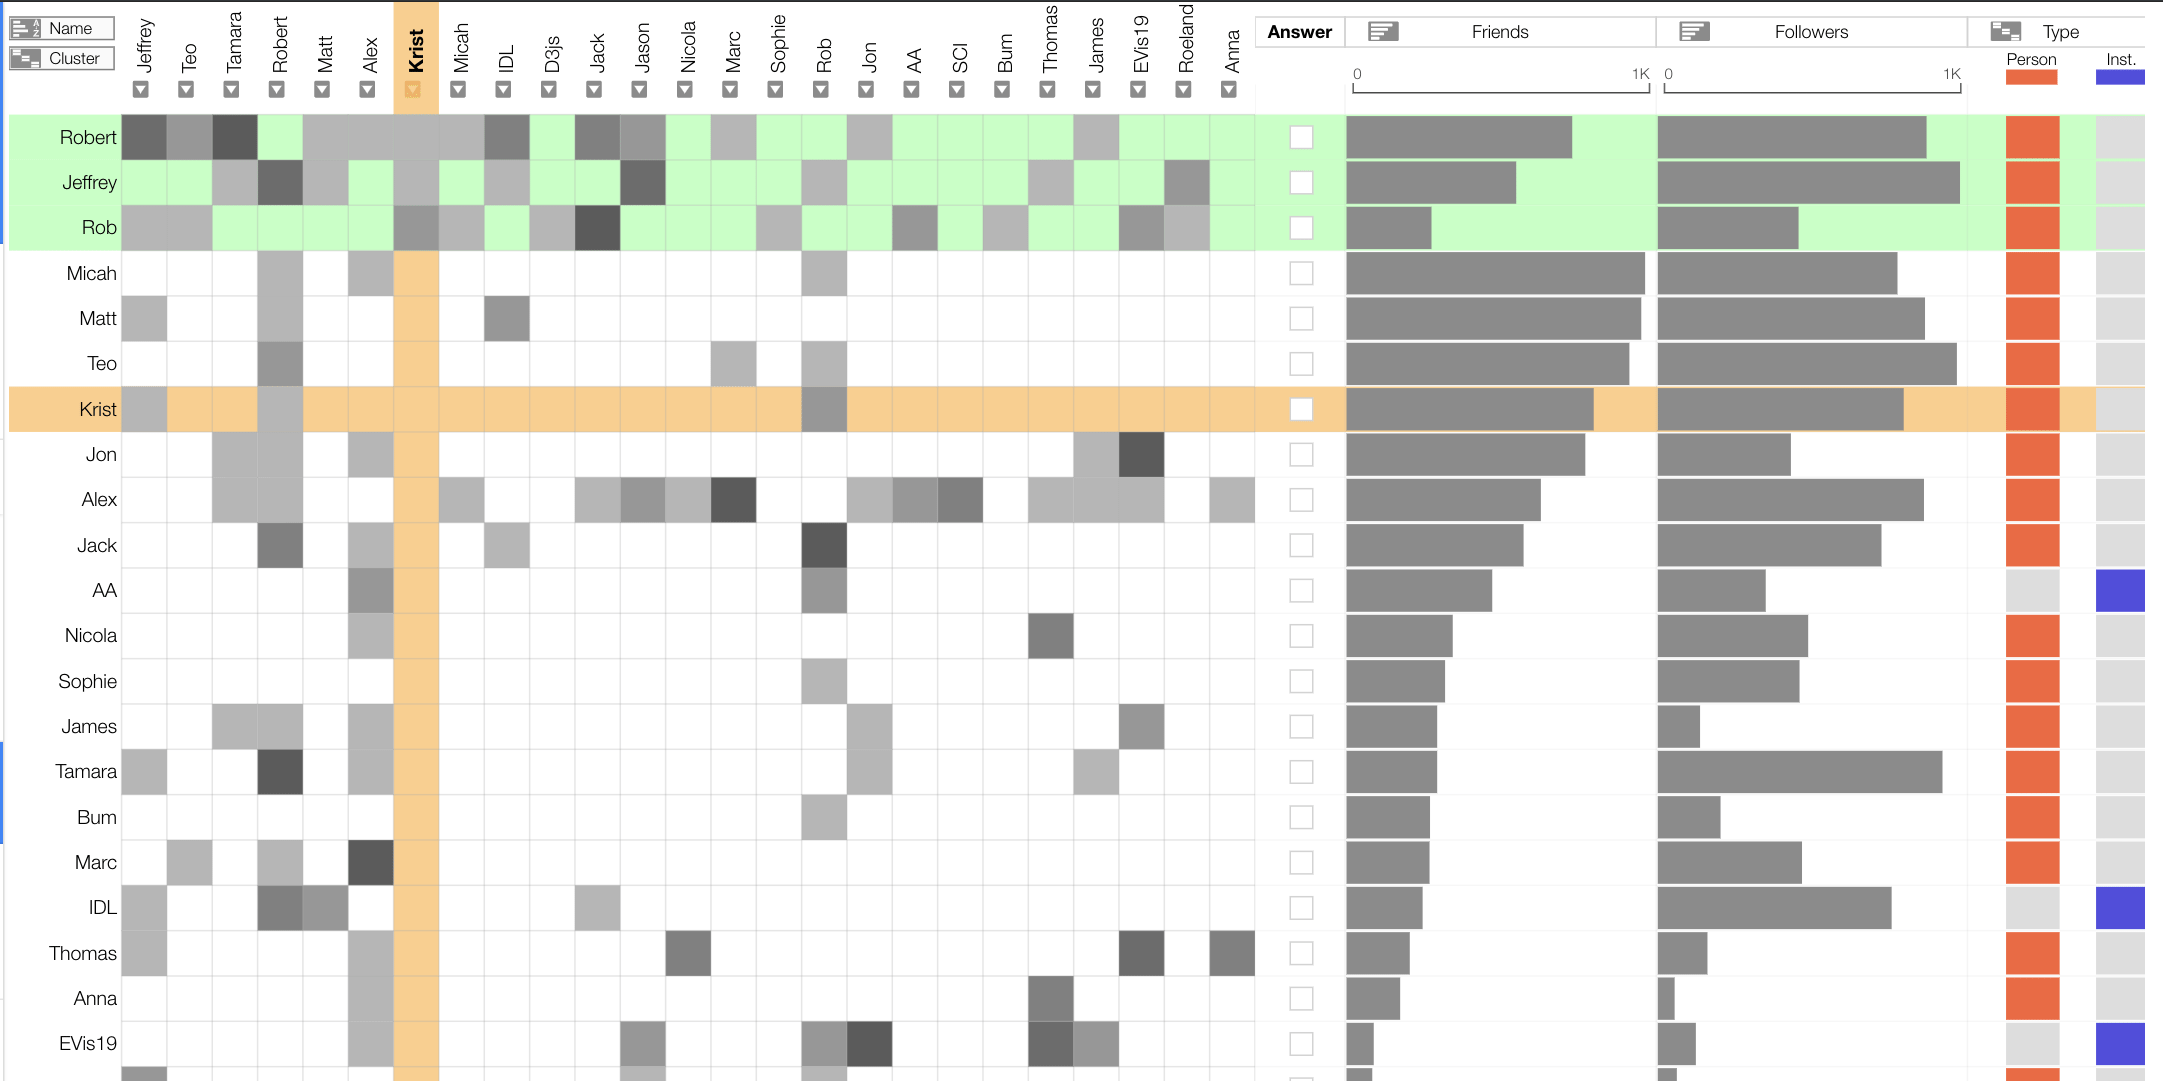 Name
Cluster
Jeffrey
Teo
Tamara
Robert
Matt
Alex
Krist
Micah
IDL
D3js
Jack
Jason
Nicola
Marc
Sophie
Rob
Jon
AA
SCI
Bum
Thomas
James
EVis19
Roeland
Anna
Answer
Friends
Followers
Type
0 1K
0 1K
Person
Inst.
Robert
Jeffrey
Rob
Micah
Matt
Teo
Krist
Jon
Alex
Jack
AA
Nicola
Sophie
James
Tamara
Bum
Marc
IDL
Thomas
Anna
EVis19